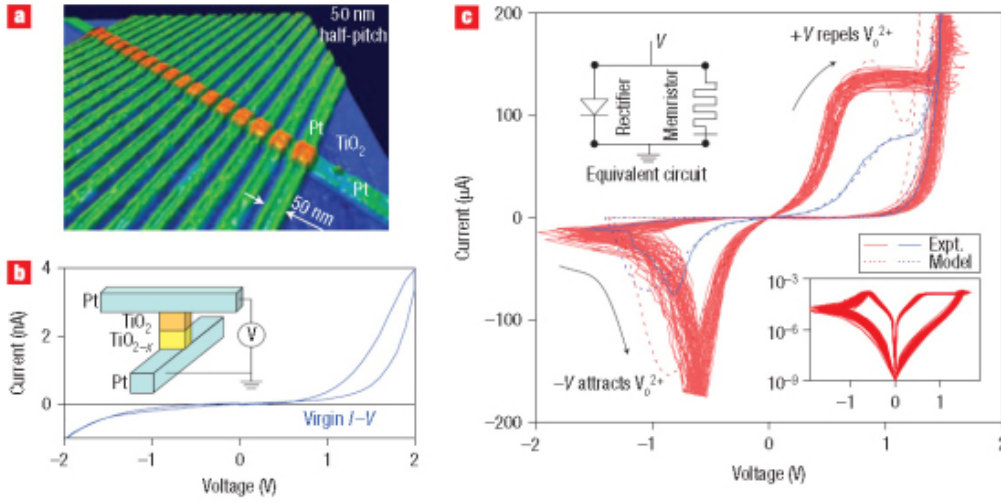 a
50 nm
half-pitch
Pt
TiO2
Pt
50 nm
b
Current (nA)
4
2
0
Pt
TiO2
TiO2–x
Pt
V
Virgin I–V
–2
–1
0
1
2
Voltage (V)
c
Current (µA)
200
100
0
–100
–200
V
Rectifier
Memristor
Equivalent circuit
+V repels Vo2+
Expt.
Model
–V attracts Vo2+
10–3
10–6
10–9
–1
0
1
–2
–1
0
1
2
Voltage (V)